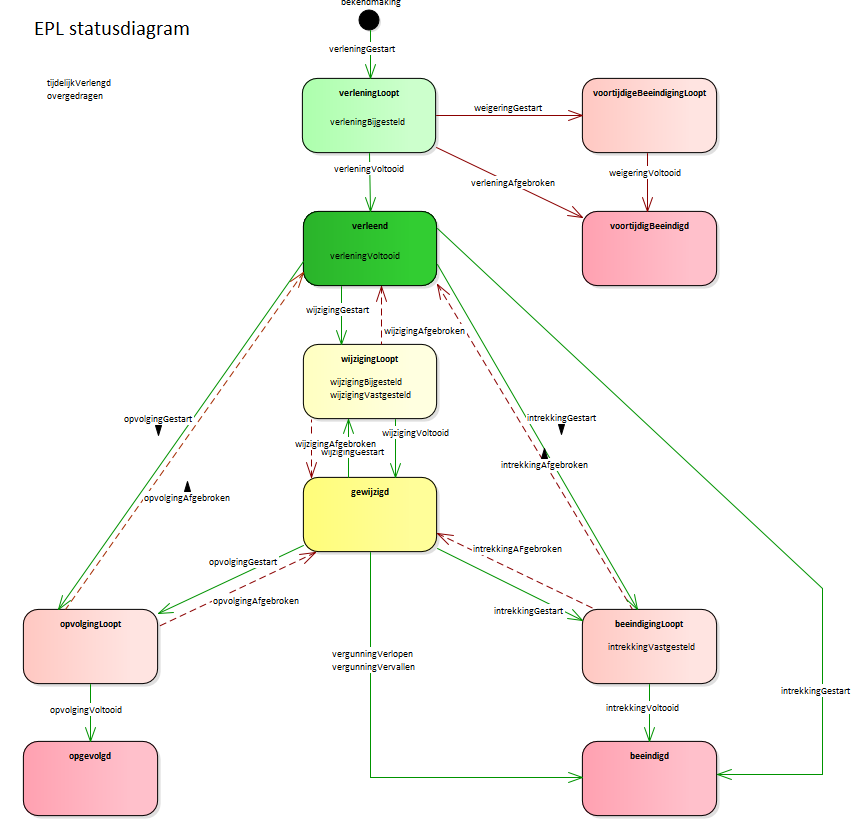 bekendmaking
EPL statusdiagram
verleningGestart
tijdelijkVerlengd
overgedragen
verleningLoopt
verleningBijgesteld
weigeringGestart
voortijdigeBeeindigingLoopt
verleningVoltooid
verleningAfgebroken
weigeringVoltooid
verleend
verleningVoltooid
voortijdigBeeindigd
wijzigingGestart
wijzigingAfgebroken
wijzigingLoopt
wijzigingBijgesteld
wijzigingVastgesteld
opvolgingGestart
intrekkingGestart
wijzigingVoltooid
wijzigingAfgebroken
wijzigingGestart
intrekkingAfgebroken
opvolgingAfgebroken
gewijzigd
intrekkingAFgebroken
opvolgingGestart
opvolgingAfgebroken
intrekkingGestart
opvolgingLoopt
beeindigingLoopt
intrekkingVastgesteld
vergunningVerlopen
vergunningVervallen
intrekkingGestart
opvolgingVoltooid
intrekkingVoltooid
opgevolgd
beeindigd